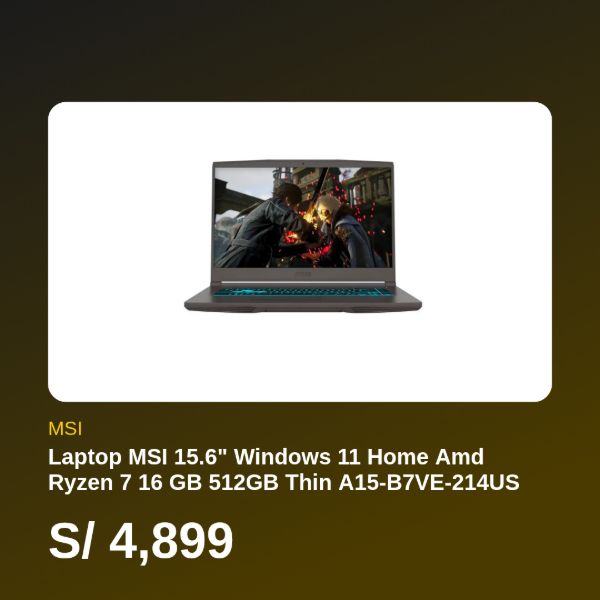 MSI
Laptop MSI 15.6" Windows 11 Home Amd
Ryzen 7 16 GB 512GB Thin A15-B7VE-214US
S/ 4,899